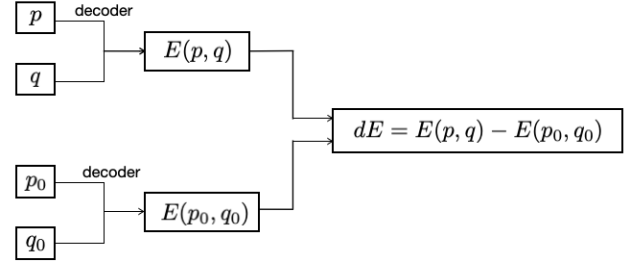 p
decoder
q
E(p, q)
dE = E(p, q) − E(p₀, q₀)
p₀
decoder
q₀
E(p₀, q₀)